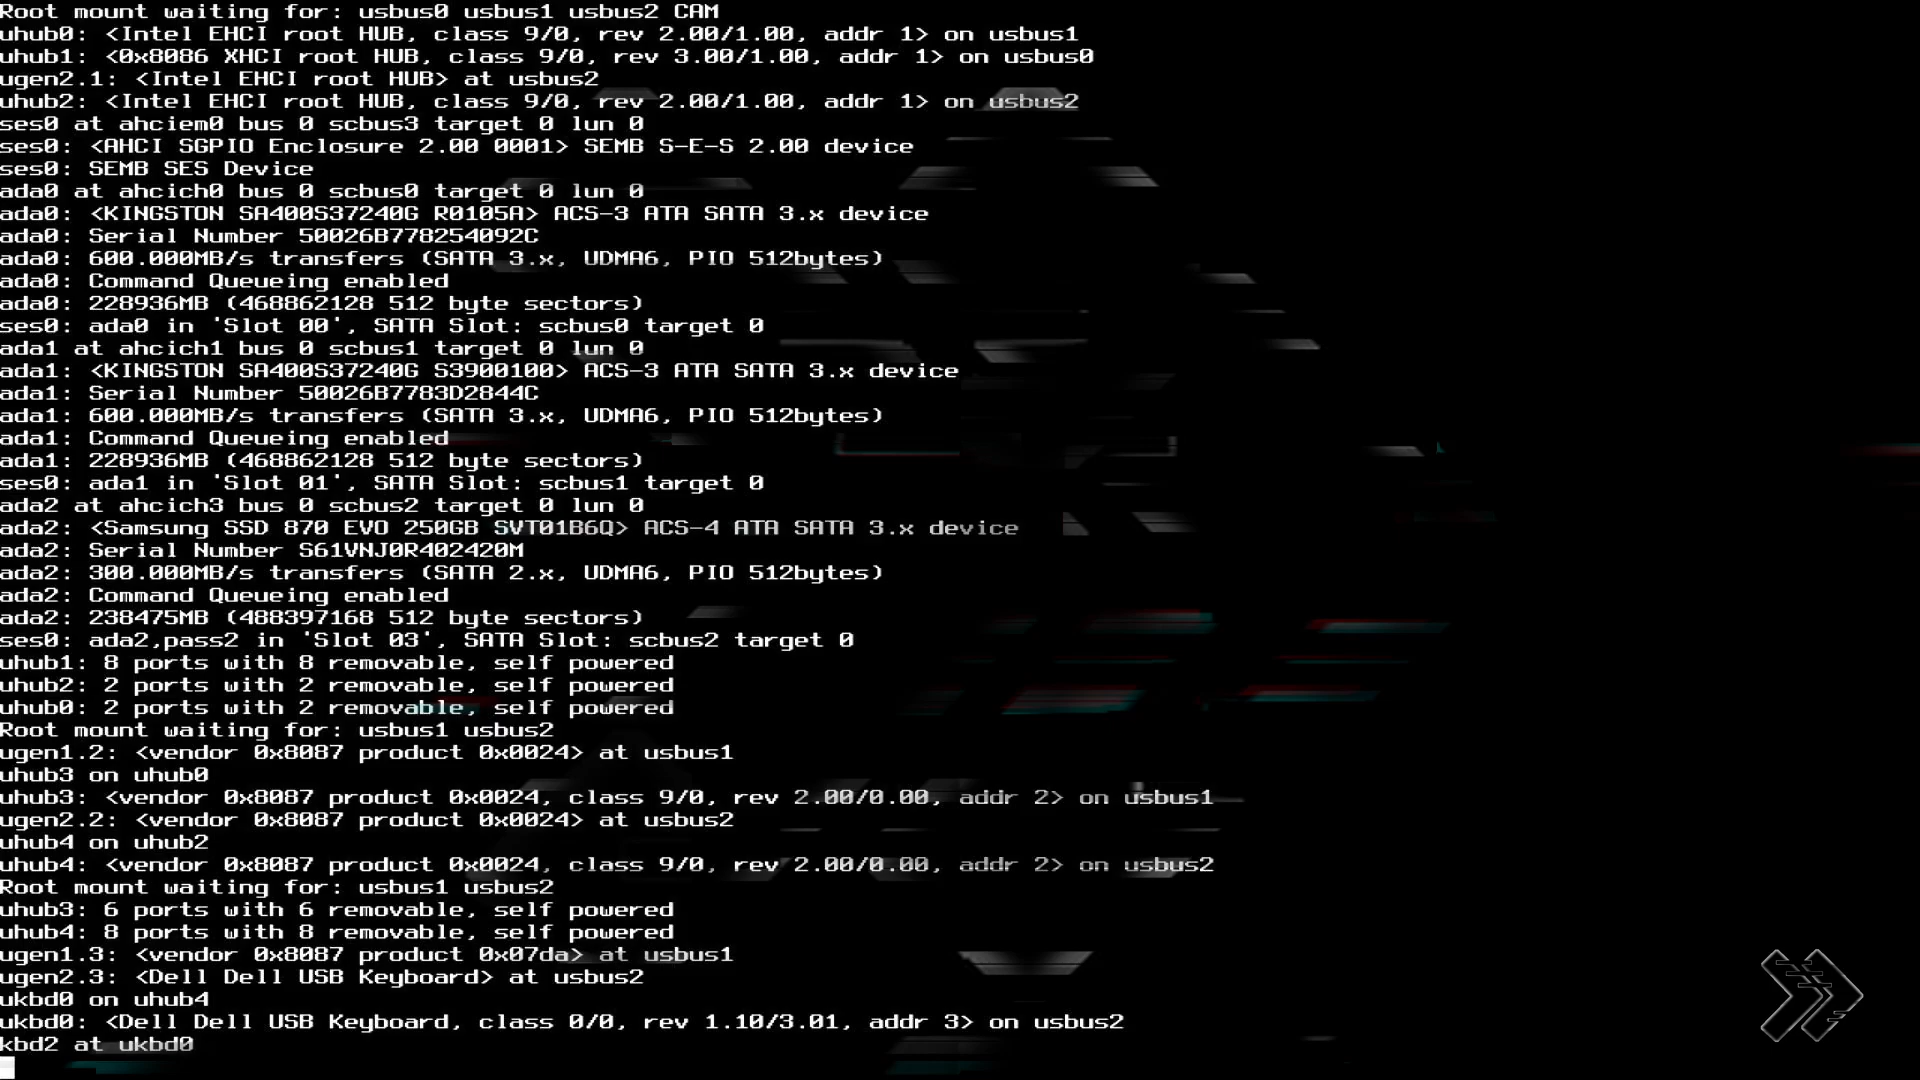 Root mount waiting for: usbus0 usbus1 usbus2 CAM
uhub0: <Intel EHCI root HUB, class 9/0, rev 2.00/1.00, addr 1> on usbus1
uhub1: <0x8086 XHCI root HUB, class 9/0, rev 3.00/1.00, addr 1> on usbus0
ugen2.1: <Intel EHCI root HUB> at usbus2
uhub2: <Intel EHCI root HUB, class 9/0, rev 2.00/1.00, addr 1> on usbus2
ses0 at ahciem0 bus 0 scbus3 target 0 lun 0
ses0: <AHCI SGPIO Enclosure 2.00 0001> SEMB S-E-S 2.00 device
ses0: SEMB SES Device
ada0 at ahcich0 bus 0 scbus0 target 0 lun 0
ada0: <KINGSTON SA400S37240G R0105A> ACS-3 ATA SATA 3.x device
ada0: Serial Number 50026B778254092C
ada0: 600.000MB/s transfers (SATA 3.x, UDMA6, PIO 512bytes)
ada0: Command Queueing enabled
ada0: 228936MB (468862128 512 byte sectors)
ses0: ada0 in 'Slot 00', SATA Slot: scbus0 target 0
ada1 at ahcich1 bus 0 scbus1 target 0 lun 0
ada1: <KINGSTON SA400S37240G S3900100> ACS-3 ATA SATA 3.x device
ada1: Serial Number 50026B7783D2844C
ada1: 600.000MB/s transfers (SATA 3.x, UDMA6, PIO 512bytes)
ada1: Command Queueing enabled
ada1: 228936MB (468862128 512 byte sectors)
ses0: ada1 in 'Slot 01', SATA Slot: scbus1 target 0
ada2 at ahcich3 bus 0 scbus2 target 0 lun 0
ada2: <Samsung SSD 870 EVO 250GB SVT01B6Q> ACS-4 ATA SATA 3.x device
ada2: Serial Number S61VNJ0R402420M
ada2: 300.000MB/s transfers (SATA 2.x, UDMA6, PIO 512bytes)
ada2: Command Queueing enabled
ada2: 238475MB (488397168 512 byte sectors)
ses0: ada2,pass2 in 'Slot 03', SATA Slot: scbus2 target 0
uhub1: 8 ports with 8 removable, self powered
uhub2: 2 ports with 2 removable, self powered
uhub0: 2 ports with 2 removable, self powered
Root mount waiting for: usbus1 usbus2
ugen1.2: <vendor 0x8087 product 0x0024> at usbus1
uhub3 on uhub0
uhub3: <vendor 0x8087 product 0x0024, class 9/0, rev 2.00/0.00, addr 2> on usbus1
ugen2.2: <vendor 0x8087 product 0x0024> at usbus2
uhub4 on uhub2
uhub4: <vendor 0x8087 product 0x0024, class 9/0, rev 2.00/0.00, addr 2> on usbus2
Root mount waiting for: usbus1 usbus2
uhub3: 6 ports with 6 removable, self powered
uhub4: 8 ports with 8 removable, self powered
ugen1.3: <vendor 0x8087 product 0x07da> at usbus1
ugen2.3: <Dell Dell USB Keyboard> at usbus2
ukbd0 on uhub4
ukbd0: <Dell Dell USB Keyboard, class 0/0, rev 1.10/3.01, addr 3> on usbus2
kbd2 at ukbd0